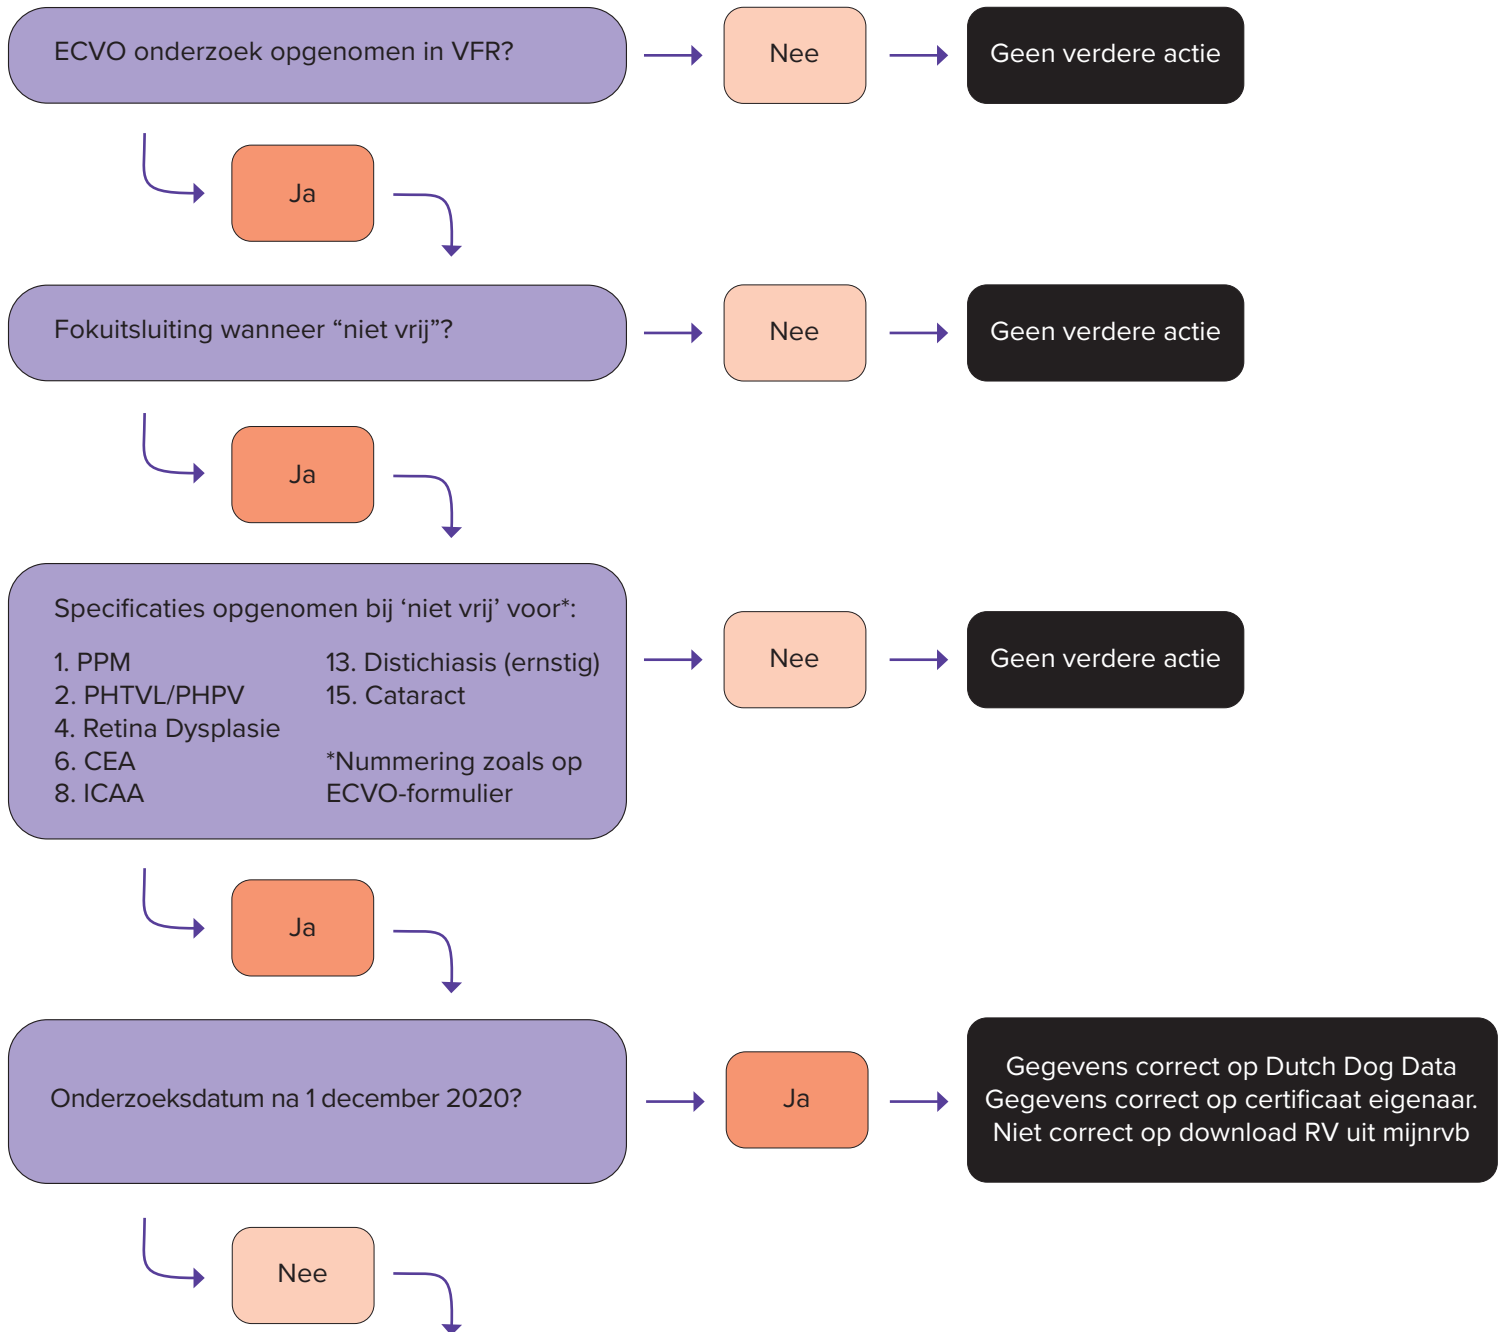 ECVO onderzoek opgenomen in VFR?
Nee
Geen verdere actie
Ja
Fokuitsluiting wanneer “niet vrij”?
Nee
Geen verdere actie
Ja
Specificaties opgenomen bij ‘niet vrij’ voor*:
1. PPM
2. PHTVL/PHPV
4. Retina Dysplasie
6. CEA
8. ICAA
13. Distichiasis (ernstig)
15. Cataract
*Nummering zoals op
ECVO-formulier
Nee
Geen verdere actie
Ja
Onderzoeksdatum na 1 december 2020?
Ja
Gegevens correct op Dutch Dog Data
Gegevens correct op certificaat eigenaar.
Niet correct op download RV uit mijnrvb
Nee